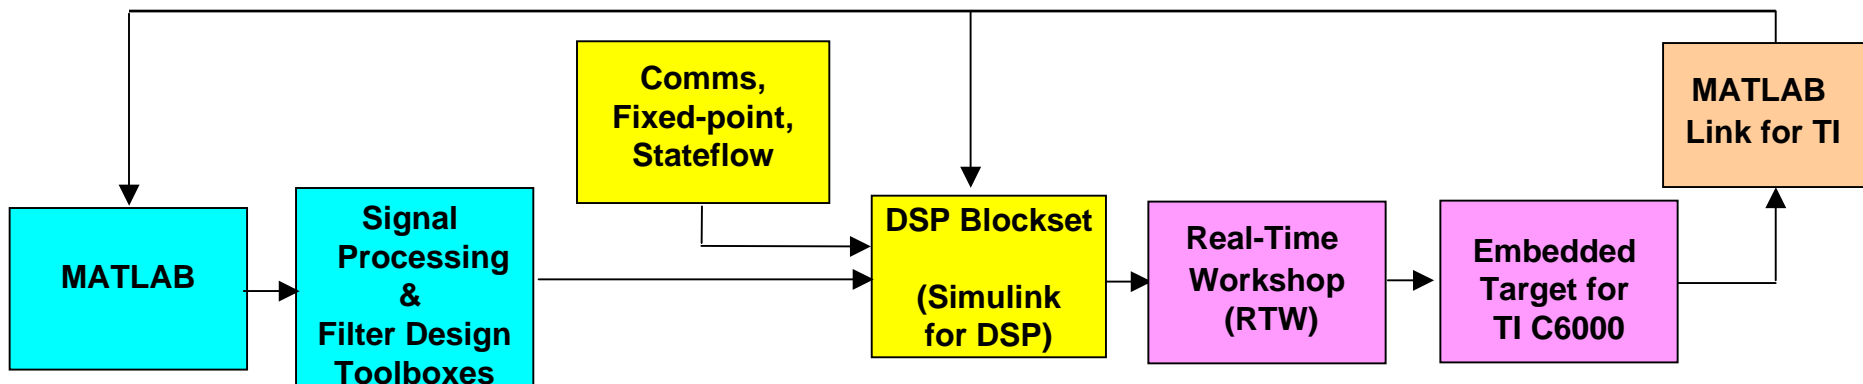 MATLAB
Signal
Processing
&
Filter Design
Toolboxes
Comms,
Fixed-point,
Stateflow
DSP Blockset
(Simulink
for DSP)
Real-Time
Workshop
(RTW)
Embedded
Target for
TI C6000
MATLAB
Link for TI